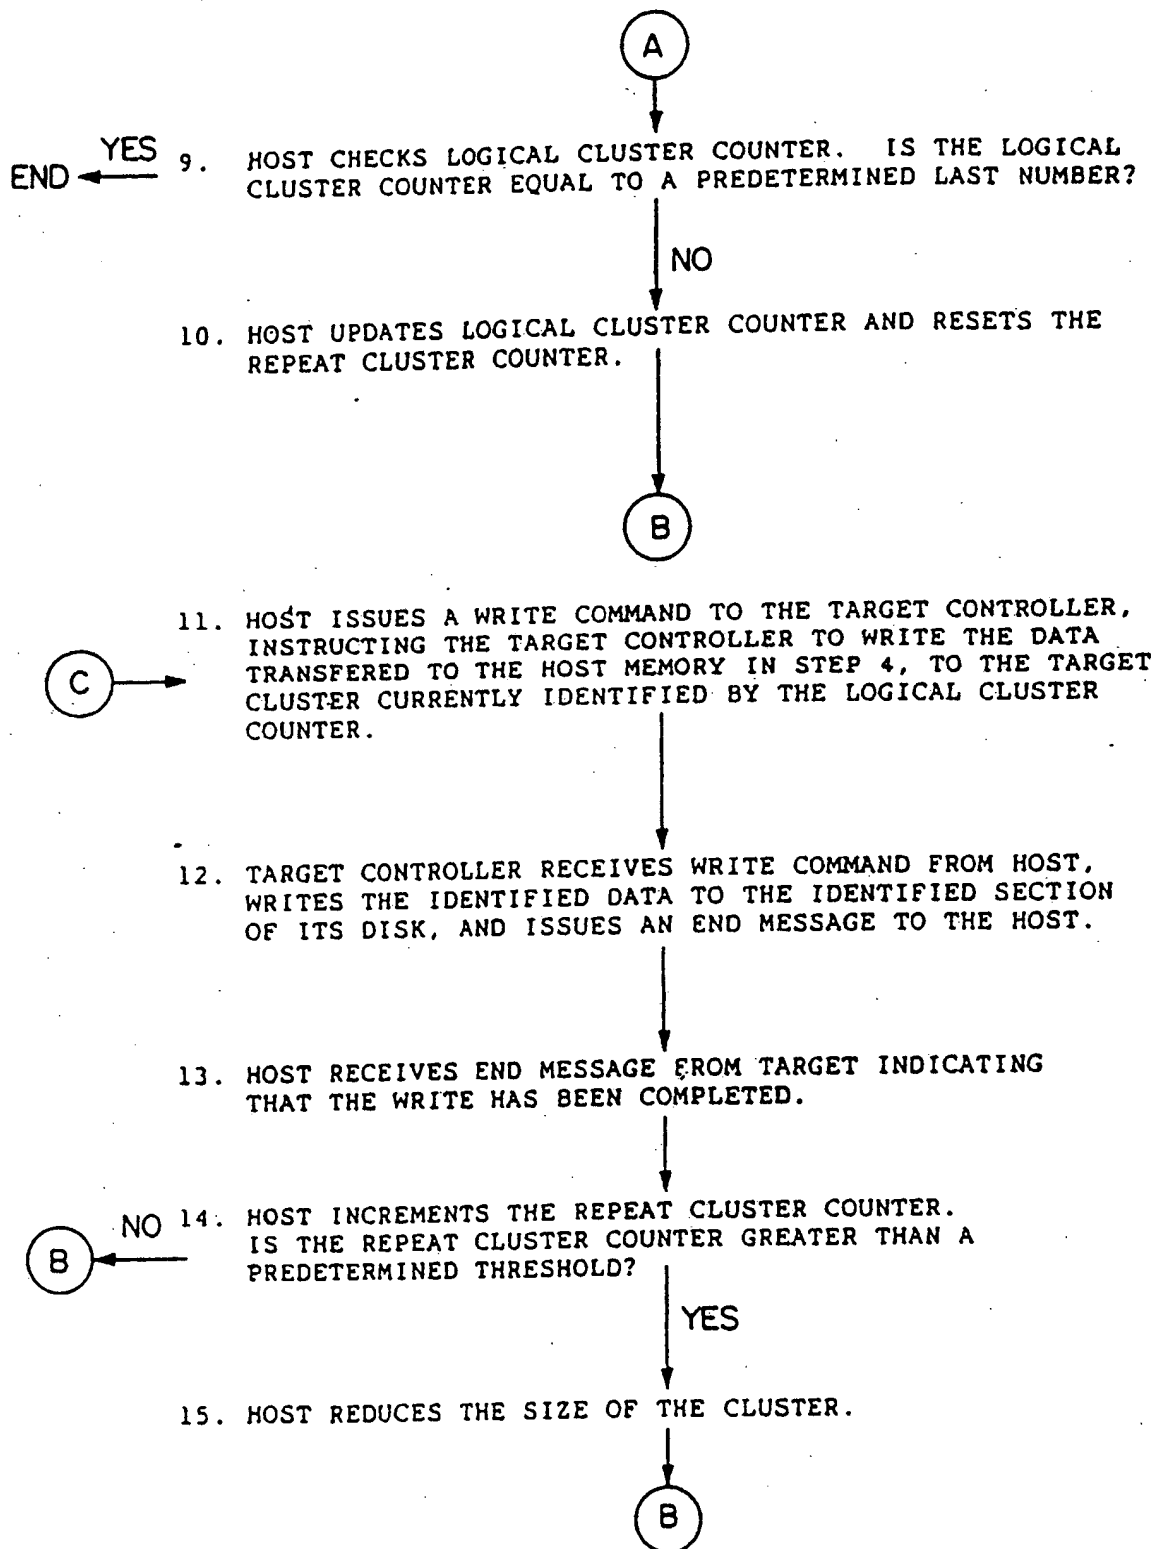 A
YES
END
9. HOST CHECKS LOGICAL CLUSTER COUNTER. IS THE LOGICAL
CLUSTER COUNTER EQUAL TO A PREDETERMINED LAST NUMBER?
NO
10. HOST UPDATES LOGICAL CLUSTER COUNTER AND RESETS THE
REPEAT CLUSTER COUNTER.
B
11. HOST ISSUES A WRITE COMMAND TO THE TARGET CONTROLLER,
INSTRUCTING THE TARGET CONTROLLER TO WRITE THE DATA
TRANSFERED TO THE HOST MEMORY IN STEP 4, TO THE TARGET
CLUSTER CURRENTLY IDENTIFIED BY THE LOGICAL CLUSTER
COUNTER.
C
12. TARGET CONTROLLER RECEIVES WRITE COMMAND FROM HOST,
WRITES THE IDENTIFIED DATA TO THE IDENTIFIED SECTION
OF ITS DISK, AND ISSUES AN END MESSAGE TO THE HOST.
13. HOST RECEIVES END MESSAGE FROM TARGET INDICATING
THAT THE WRITE HAS BEEN COMPLETED.
NO
B
14. HOST INCREMENTS THE REPEAT CLUSTER COUNTER.
IS THE REPEAT CLUSTER COUNTER GREATER THAN A
PREDETERMINED THRESHOLD?
YES
15. HOST REDUCES THE SIZE OF THE CLUSTER.
B